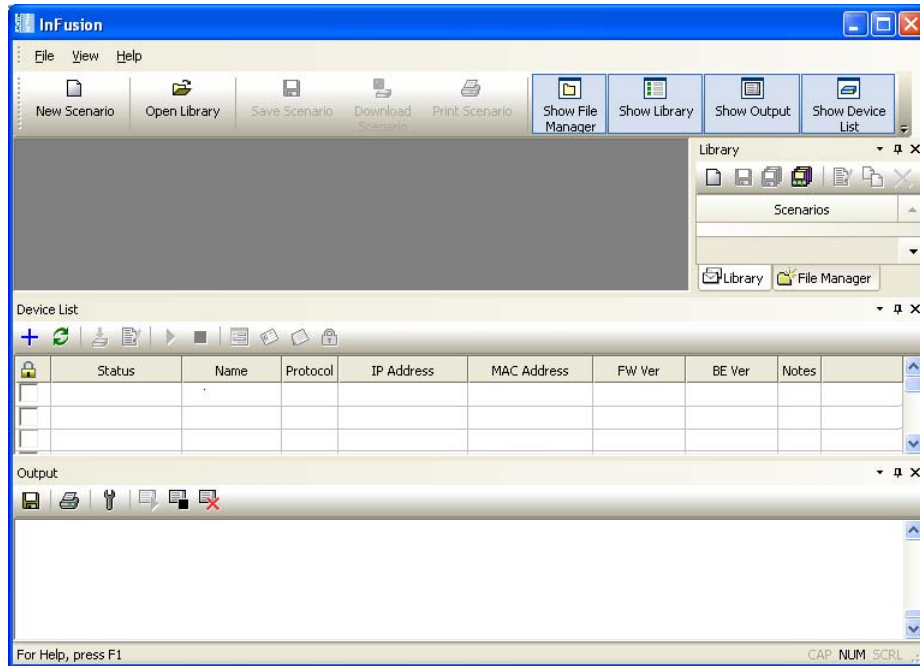 InFusion
File View Help
New Scenario Open Library Save Scenario Download Scenario Print Scenario Show File Manager Show Library Show Output Show Device List
Library
Scenarios
Library File Manager
Device List
Status Name Protocol IP Address MAC Address FW Ver BE Ver Notes
Output
For Help, press F1 CAP NUM SCRL